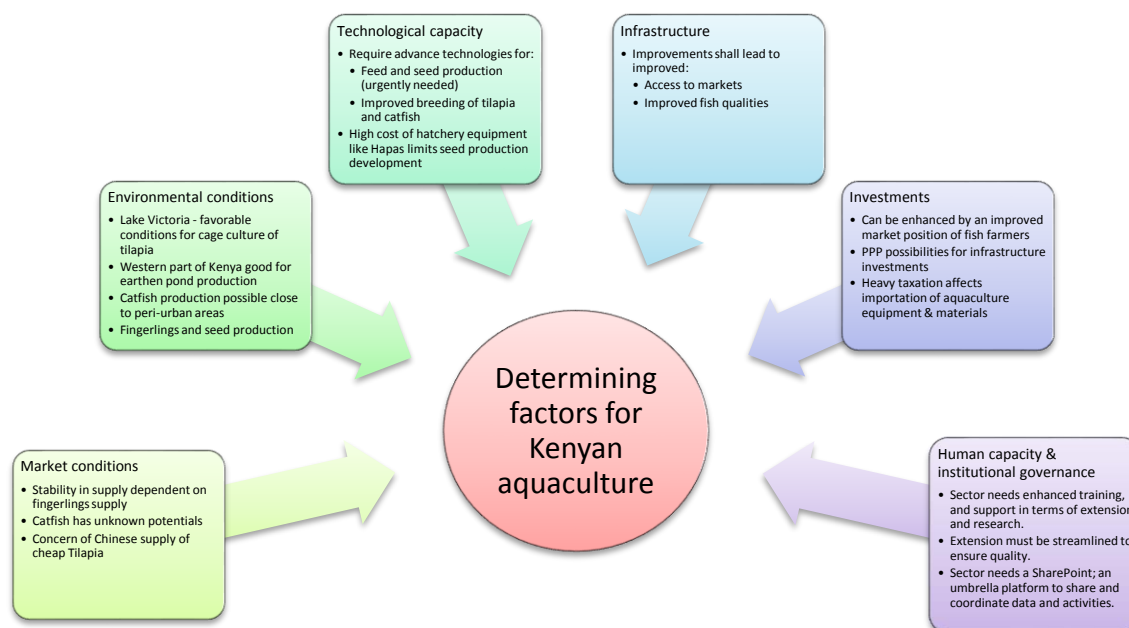 Technological capacity
• Require advance technologies for:
• Feed and seed production
(urgently needed)
• Improved breeding of tilapia
and catfish
• High cost of hatchery equipment
like Hapas limits seed production
development
Infrastructure
• Improvements shall lead to
improved:
• Access to markets
• Improved fish qualities
Environmental conditions
• Lake Victoria - favorable
conditions for cage culture of
tilapia
• Western part of Kenya good for
earthen pond production
• Catfish production possible close
to peri-urban areas
• Fingerlings and seed production
Investments
• Can be enhanced by an improved
market position of fish farmers
• PPP possibilities for infrastructure
investments
• Heavy taxation affects
importation of aquaculture
equipment & materials
Determining
factors for
Kenyan
aquaculture
Market conditions
• Stability in supply dependent on
fingerlings supply
• Catfish has unknown potentials
• Concern of Chinese supply of
cheap Tilapia
Human capacity &
institutional governance
• Sector needs enhanced training,
and support in terms of extension
and research.
• Extension must be streamlined to
ensure quality.
• Sector needs a SharePoint; an
umbrella platform to share and
coordinate data and activities.